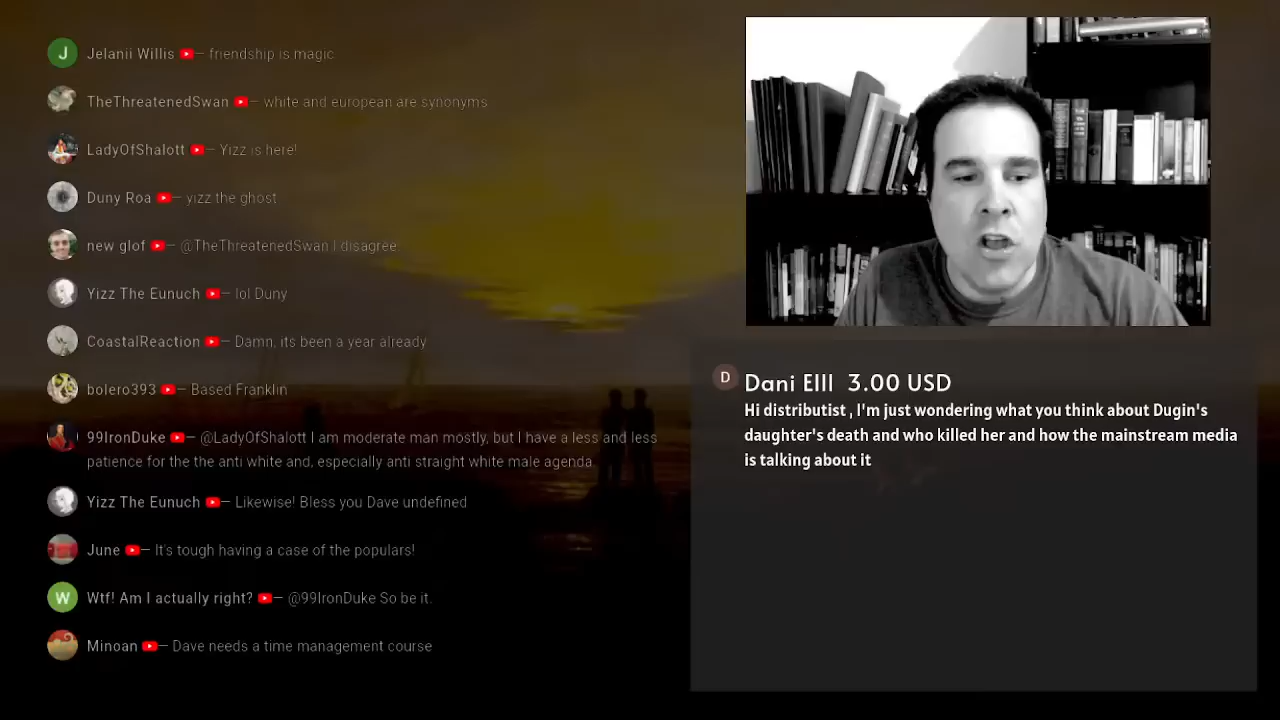 J Jelanii Willis — friendship is magic
TheThreatenedSwan — white and european are synonyms
LadyOfShalott — Yizz is here!
Duny Roa — yizz the ghost
new glof — @TheThreatenedSwan I disagree
Yizz The Eunuch — lol Duny
CoastalReaction — Damn, its been a year already
bolero393 — Based Franklin
99IronDuke — @LadyOfShalott I am moderate man mostly, but I have a less and less
patience for the the anti white and, especially anti straight white male agenda
Yizz The Eunuch — Likewise! Bless you Dave undefined
June — It's tough having a case of the populars!
W Wtf! Am I actually right? — @99IronDuke So be it.
Minoan — Dave needs a time management course
D Dani EIII 3.00 USD
Hi distributist , I'm just wondering what you think about Dugin's
daughter's death and who killed her and how the mainstream media
is talking about it